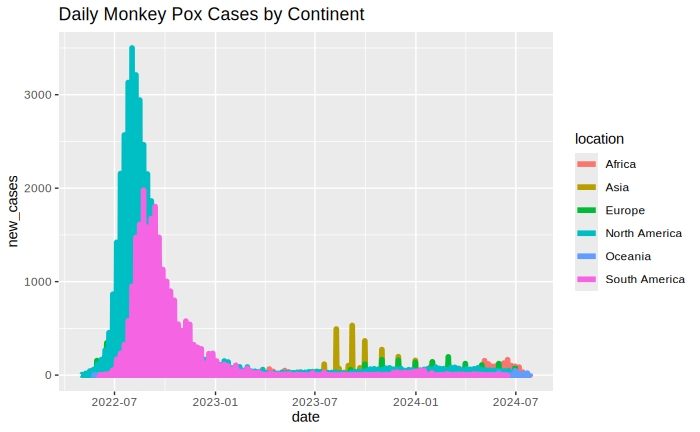 Daily Monkey Pox Cases by Continent
new_cases
3000
2000
1000
0
2022-07
2023-01
2023-07
2024-01
2024-07
date
location
Africa
Asia
Europe
North America
Oceania
South America